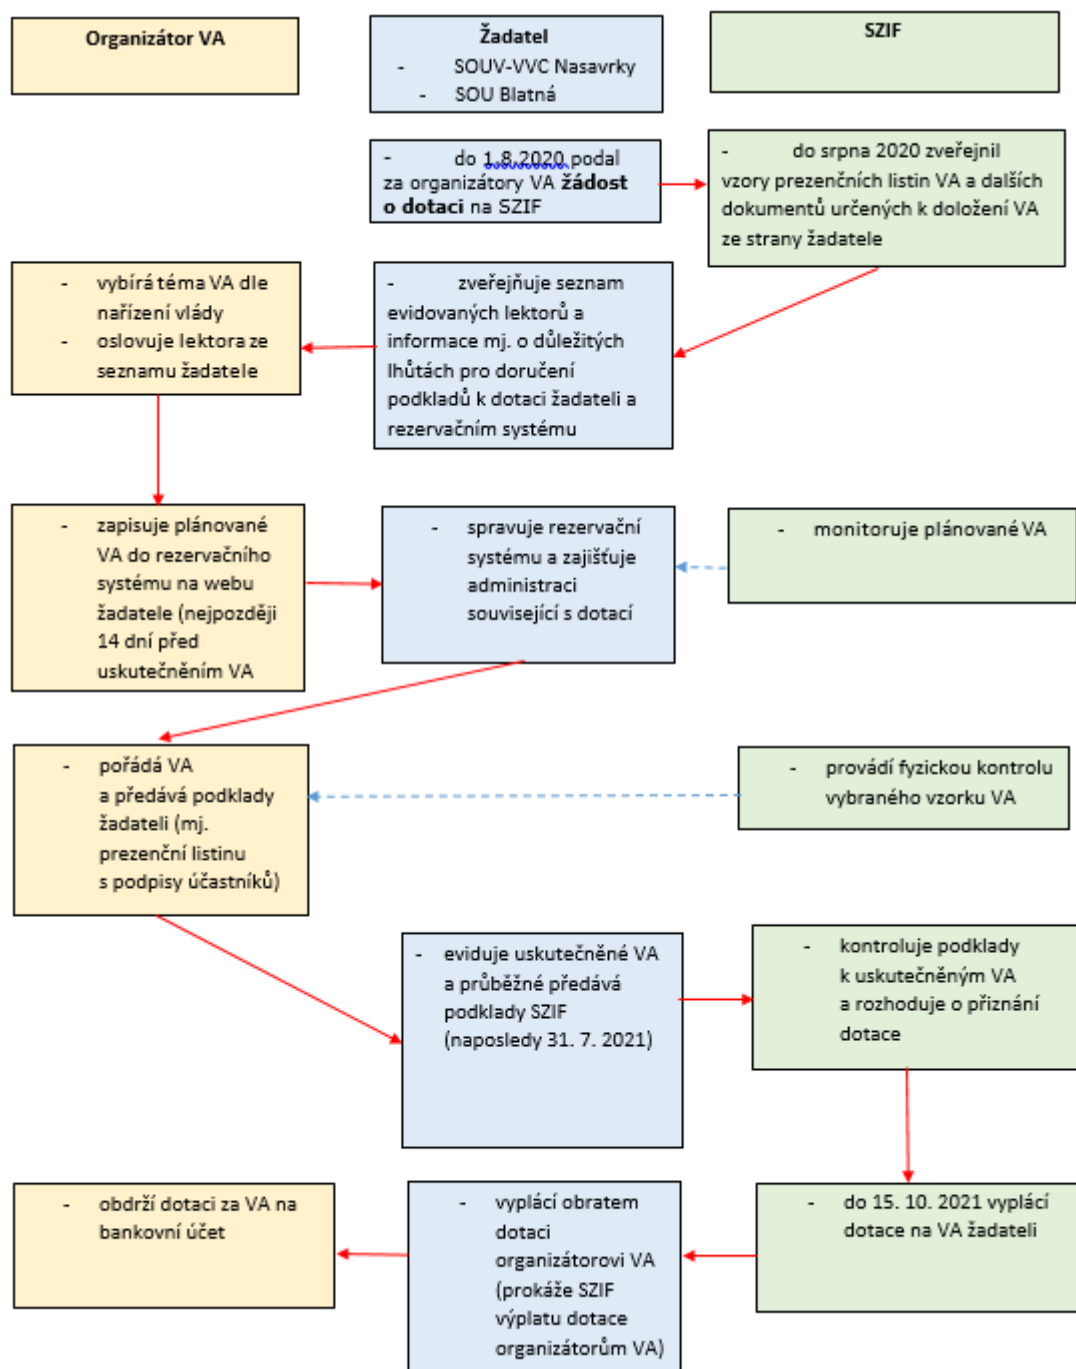 Organizátor VA
Žadatel
- SOUV-VVC Nasavrky
- SOU Blatná
SZIF
- do 1.8.2020 podal
za organizátory VA žádost
o dotaci na SZIF
- do srpna 2020 zveřejnil
vzory prezenčních listin VA a dalších
dokumentů určených k doložení VA
ze strany žadatele
- vybírá téma VA dle
nařízení vlády
- oslovuje lektora ze
seznamu žadatele
- zveřejňuje seznam
evidovaných lektorů a
informace mj. o důležitých
lhůtách pro doručení
podkladů k dotaci žadateli a
rezervačním systému
- zapisuje plánované
VA do rezervačního
systému na webu
žadatele (nejpozději
14 dní před
uskutečněním VA
- spravuje rezervační
systému a zajišťuje
administraci
související s dotací
- monitoruje plánované VA
- pořádá VA
a předává podklady
žadateli (mj.
prezenční listinu
s podpisy účastníků)
- provádí fyzickou kontrolu
vybraného vzorku VA
- eviduje uskutečněné VA
a průběžné předává
podklady SZIF
(naposledy 31. 7. 2021)
- kontroluje podklady
k uskutečněným VA
a rozhoduje o přiznání
dotace
- obdrží dotaci za VA na
bankovní účet
- vyplácí obratem
dotaci
organizátorovi VA
(prokáže SZIF
výplatu dotace
organizátorům VA)
- do 15. 10. 2021 vyplácí
dotace na VA žadateli